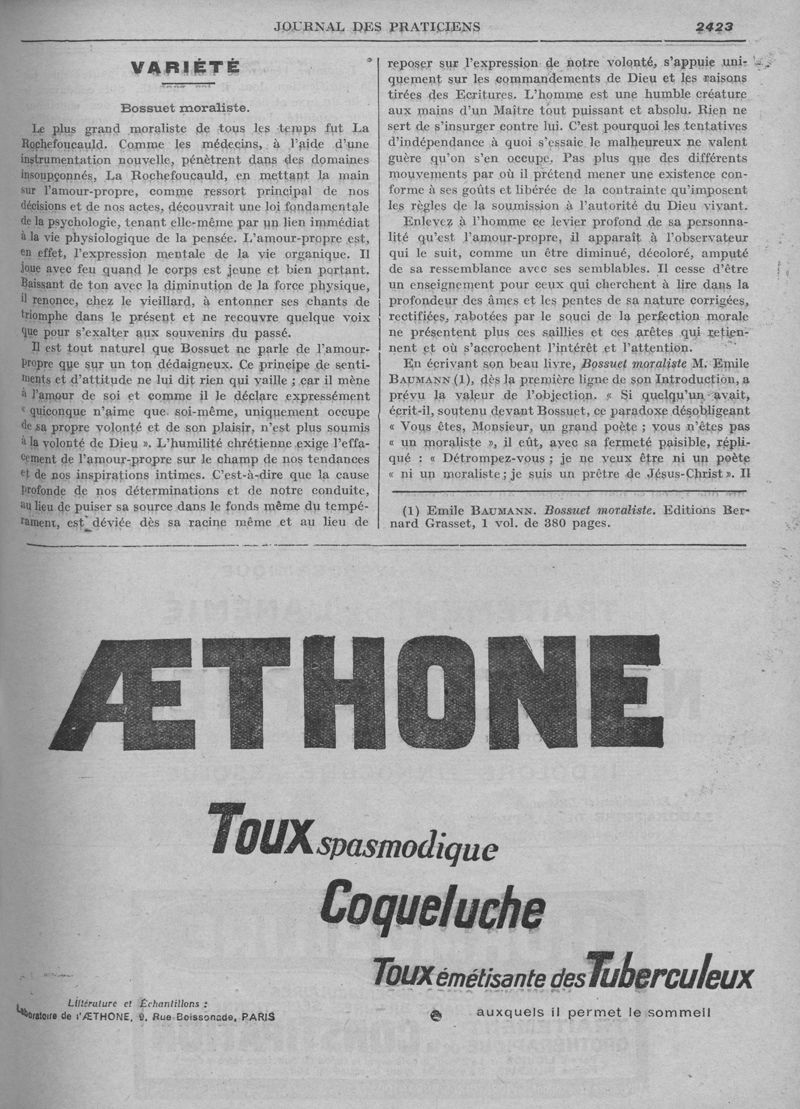 JOURNAL DES PRATICIENS
2423
VARIÉTÉ
Bossuet moraliste.
Le plus grand moraliste de tous les temps fut La
Rochefoucauld. Comme les médecins, à l'aide d'une
instrumentation nouvelle, pénètrent dans des domaines
insoupçonnés, La Rochefoucauld, en mettant la main
sur l'amour-propre, comme ressort principal de nos
décisions et de nos actes, découvrait une loi fondamentale
de la psychologie, tenant elle-même par un lien immédiat
à la vie physiologique de la pensée. L'amour-propre est,
en effet, l'expression mentale de la vie organique. Il
joue avec feu quand le corps est jeune et bien portant.
Baissant de ton avec la diminution de la force physique,
il renonce, chez le vieillard, à entonner ses chants de
triomphe dans le présent et ne recouvre quelque voix
que pour s'exalter aux souvenirs du passé.
Il est tout naturel que Bossuet ne parle de l'amour-
propre que sur un ton dédaigneux. Ce principe de senti-
ments et d'attitude ne lui dit rien qui vaille ; car il mène
à l'amour de soi et comme il le déclare expressément
« quiconque n'aime que soi-même, uniquement occupe
de sa propre volonté et de son plaisir, n'est plus soumis
à la volonté de Dieu ». L'humilité chrétienne exige l'effa-
cement de l'amour-propre sur le champ de nos tendances
et de nos inspirations intimes. C'est-à-dire que la cause
profonde de nos déterminations et de notre conduite,
au lieu de puiser sa source dans le fonds même du tempé-
rament, est déviée dès sa racine même et au lieu de
reposer sur l'expression de notre volonté, s'appuie uni-
quement sur les commandements de Dieu et les raisons
tirées des Ecritures. L'homme est une humble créature
aux mains d'un Maître tout puissant et absolu. Rien ne
sert de s'insurger contre lui. C'est pourquoi les tentatives
d'indépendance à quoi s'essaie le malheureux ne valent
guère qu'on s'en occupe. Pas plus que des différents
mouvements par où il prétend mener une existence con-
forme à ses goûts et libérée de la contrainte qu'imposent
les règles de la soumission à l'autorité du Dieu vivant.
Enlevez à l'homme ce levier profond de sa personna-
lité qu'est l'amour-propre, il apparaît à l'observateur
qui le suit, comme un être diminué, décoloré, amputé
de sa ressemblance avec ses semblables. Il cesse d'être
un enseignement pour ceux qui cherchent à lire dans la
profondeur des âmes et les pentes de sa nature corrigées,
rectifiées, rabotées par le souci de la perfection morale
ne présentent plus ces saillies et ces arêtes qui retien-
nent et où s'accrochent l'intérêt et l'attention.
En écrivant son beau livre, Bossuet moraliste M. Emile
BAUMANN (1), dès la première ligne de son Introduction, a
prévu la valeur de l'objection. « Si quelqu'un avait,
écrit-il, soutenu devant Bossuet, ce paradoxe désobligeant
« Vous êtes, Monsieur, un grand poète ; vous n'êtes pas
« un moraliste », il eût, avec sa fermeté paisible, répli-
qué : « Détrompez-vous ; je ne veux être ni un poète
« ni un moraliste ; je suis un prêtre de Jésus-Christ ». Il
(1) Emile BAUMANN. Bossuet moraliste. Editions Ber-
nard Grasset, 1 vol. de 380 pages.
ÆTHONE
Toux spasmodique
Coqueluche
Toux émétisante des Tuberculeux
auxquels il permet le sommeil
Littérature et Échantillons :
Laboratoire de l'ÆTHONE, 9, Rue Boissonade, PARIS